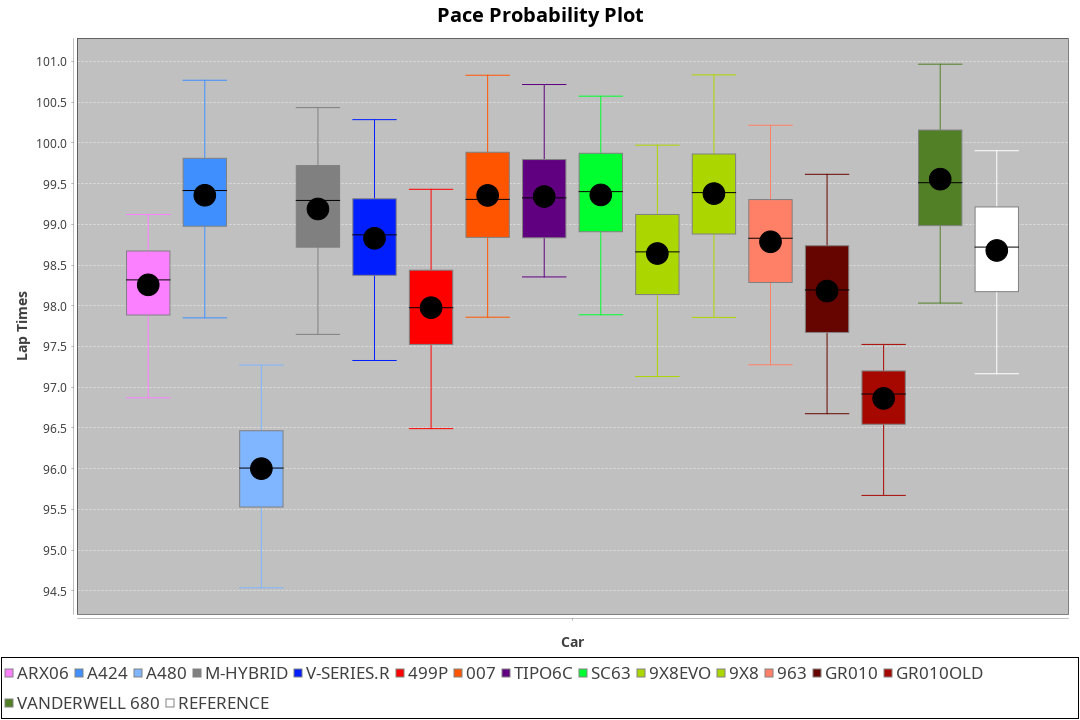 Pace Probability Plot
101.0
100.5
100.0
99.5
99.0
98.5
98.0
97.5
97.0
96.5
96.0
95.5
95.0
94.5
Lap Times
Car
ARX06 A424 A480 M-HYBRID V-SERIES.R 499P 007 TIPO6C SC63 9X8EVO 9X8 963 GR010 GR010OLD
VANDERWELL 680 REFERENCE